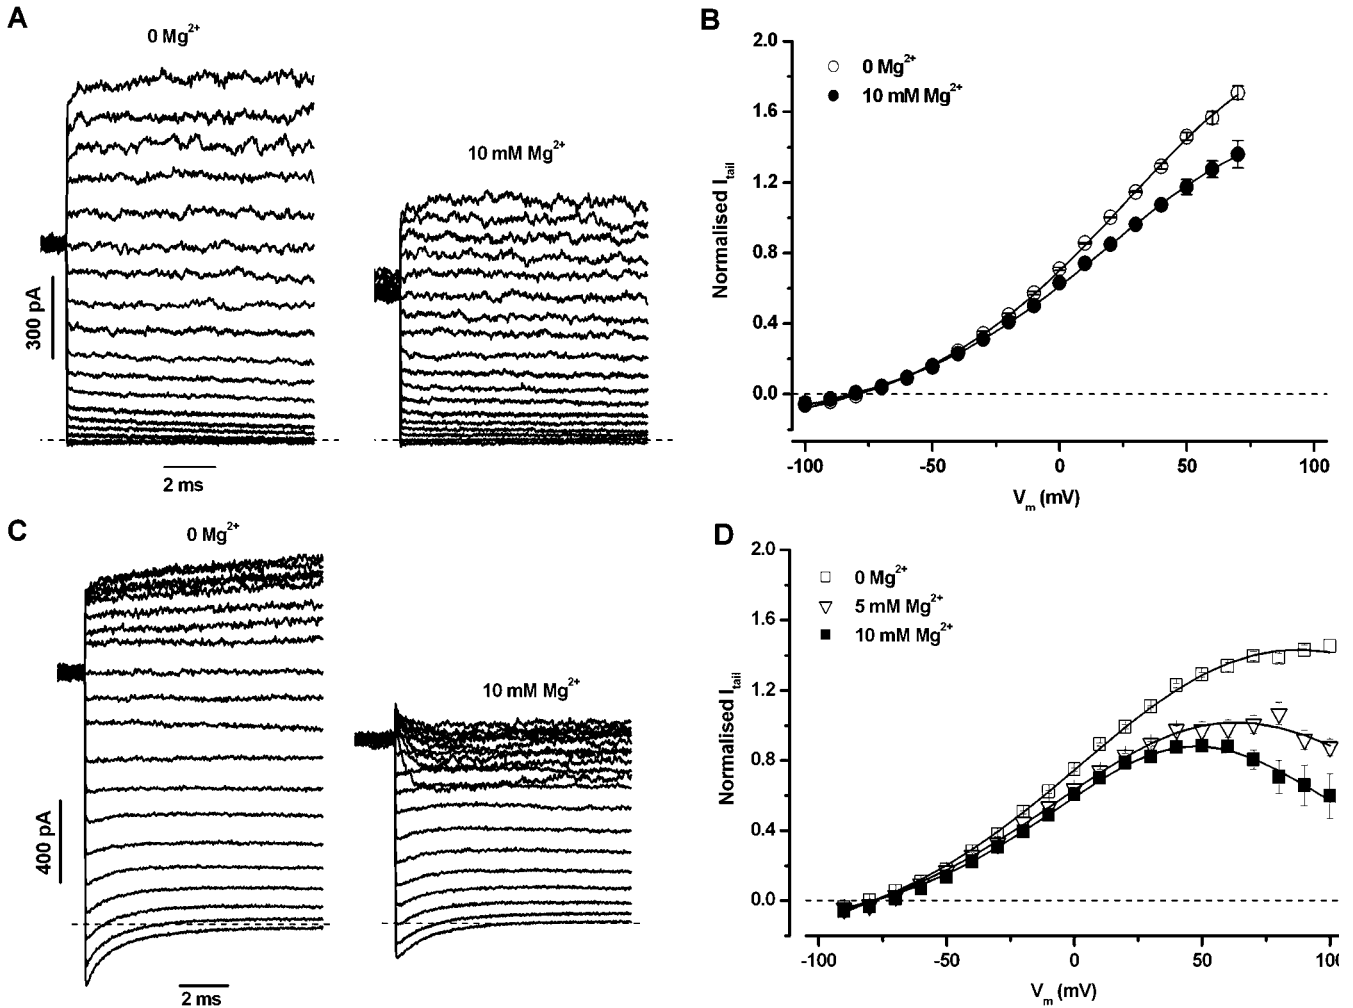 A
0 Mg²⁺
10 mM Mg²⁺
300 pA
2 ms
B
2.0
1.6
1.2
0.8
0.4
0.0
Normalised Itail
0 Mg²⁺
10 mM Mg²⁺
-100
-50
0
50
100
Vm (mV)
C
0 Mg²⁺
10 mM Mg²⁺
400 pA
2 ms
D
2.0
1.6
1.2
0.8
0.4
0.0
Normalised Itail
0 Mg²⁺
5 mM Mg²⁺
10 mM Mg²⁺
-100
-50
0
50
100
Vm (mV)